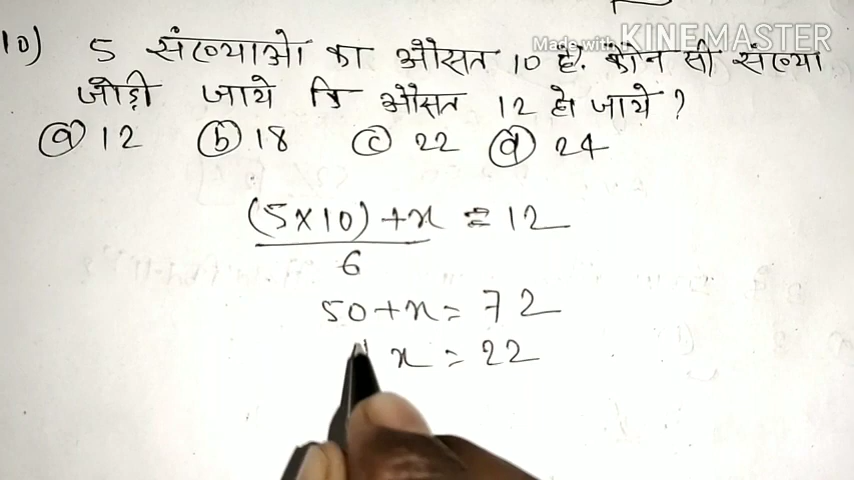 Made with KINEMASTER
10) 5 संख्याओ का औसत 10 है. कौन सी संख्या
जोड़ी जाये कि औसत 12 हो जाये ?
(a) 12 (b) 18 (c) 22 (d) 24
(5×10) + x = 12
6
50 + x = 72
x = 22